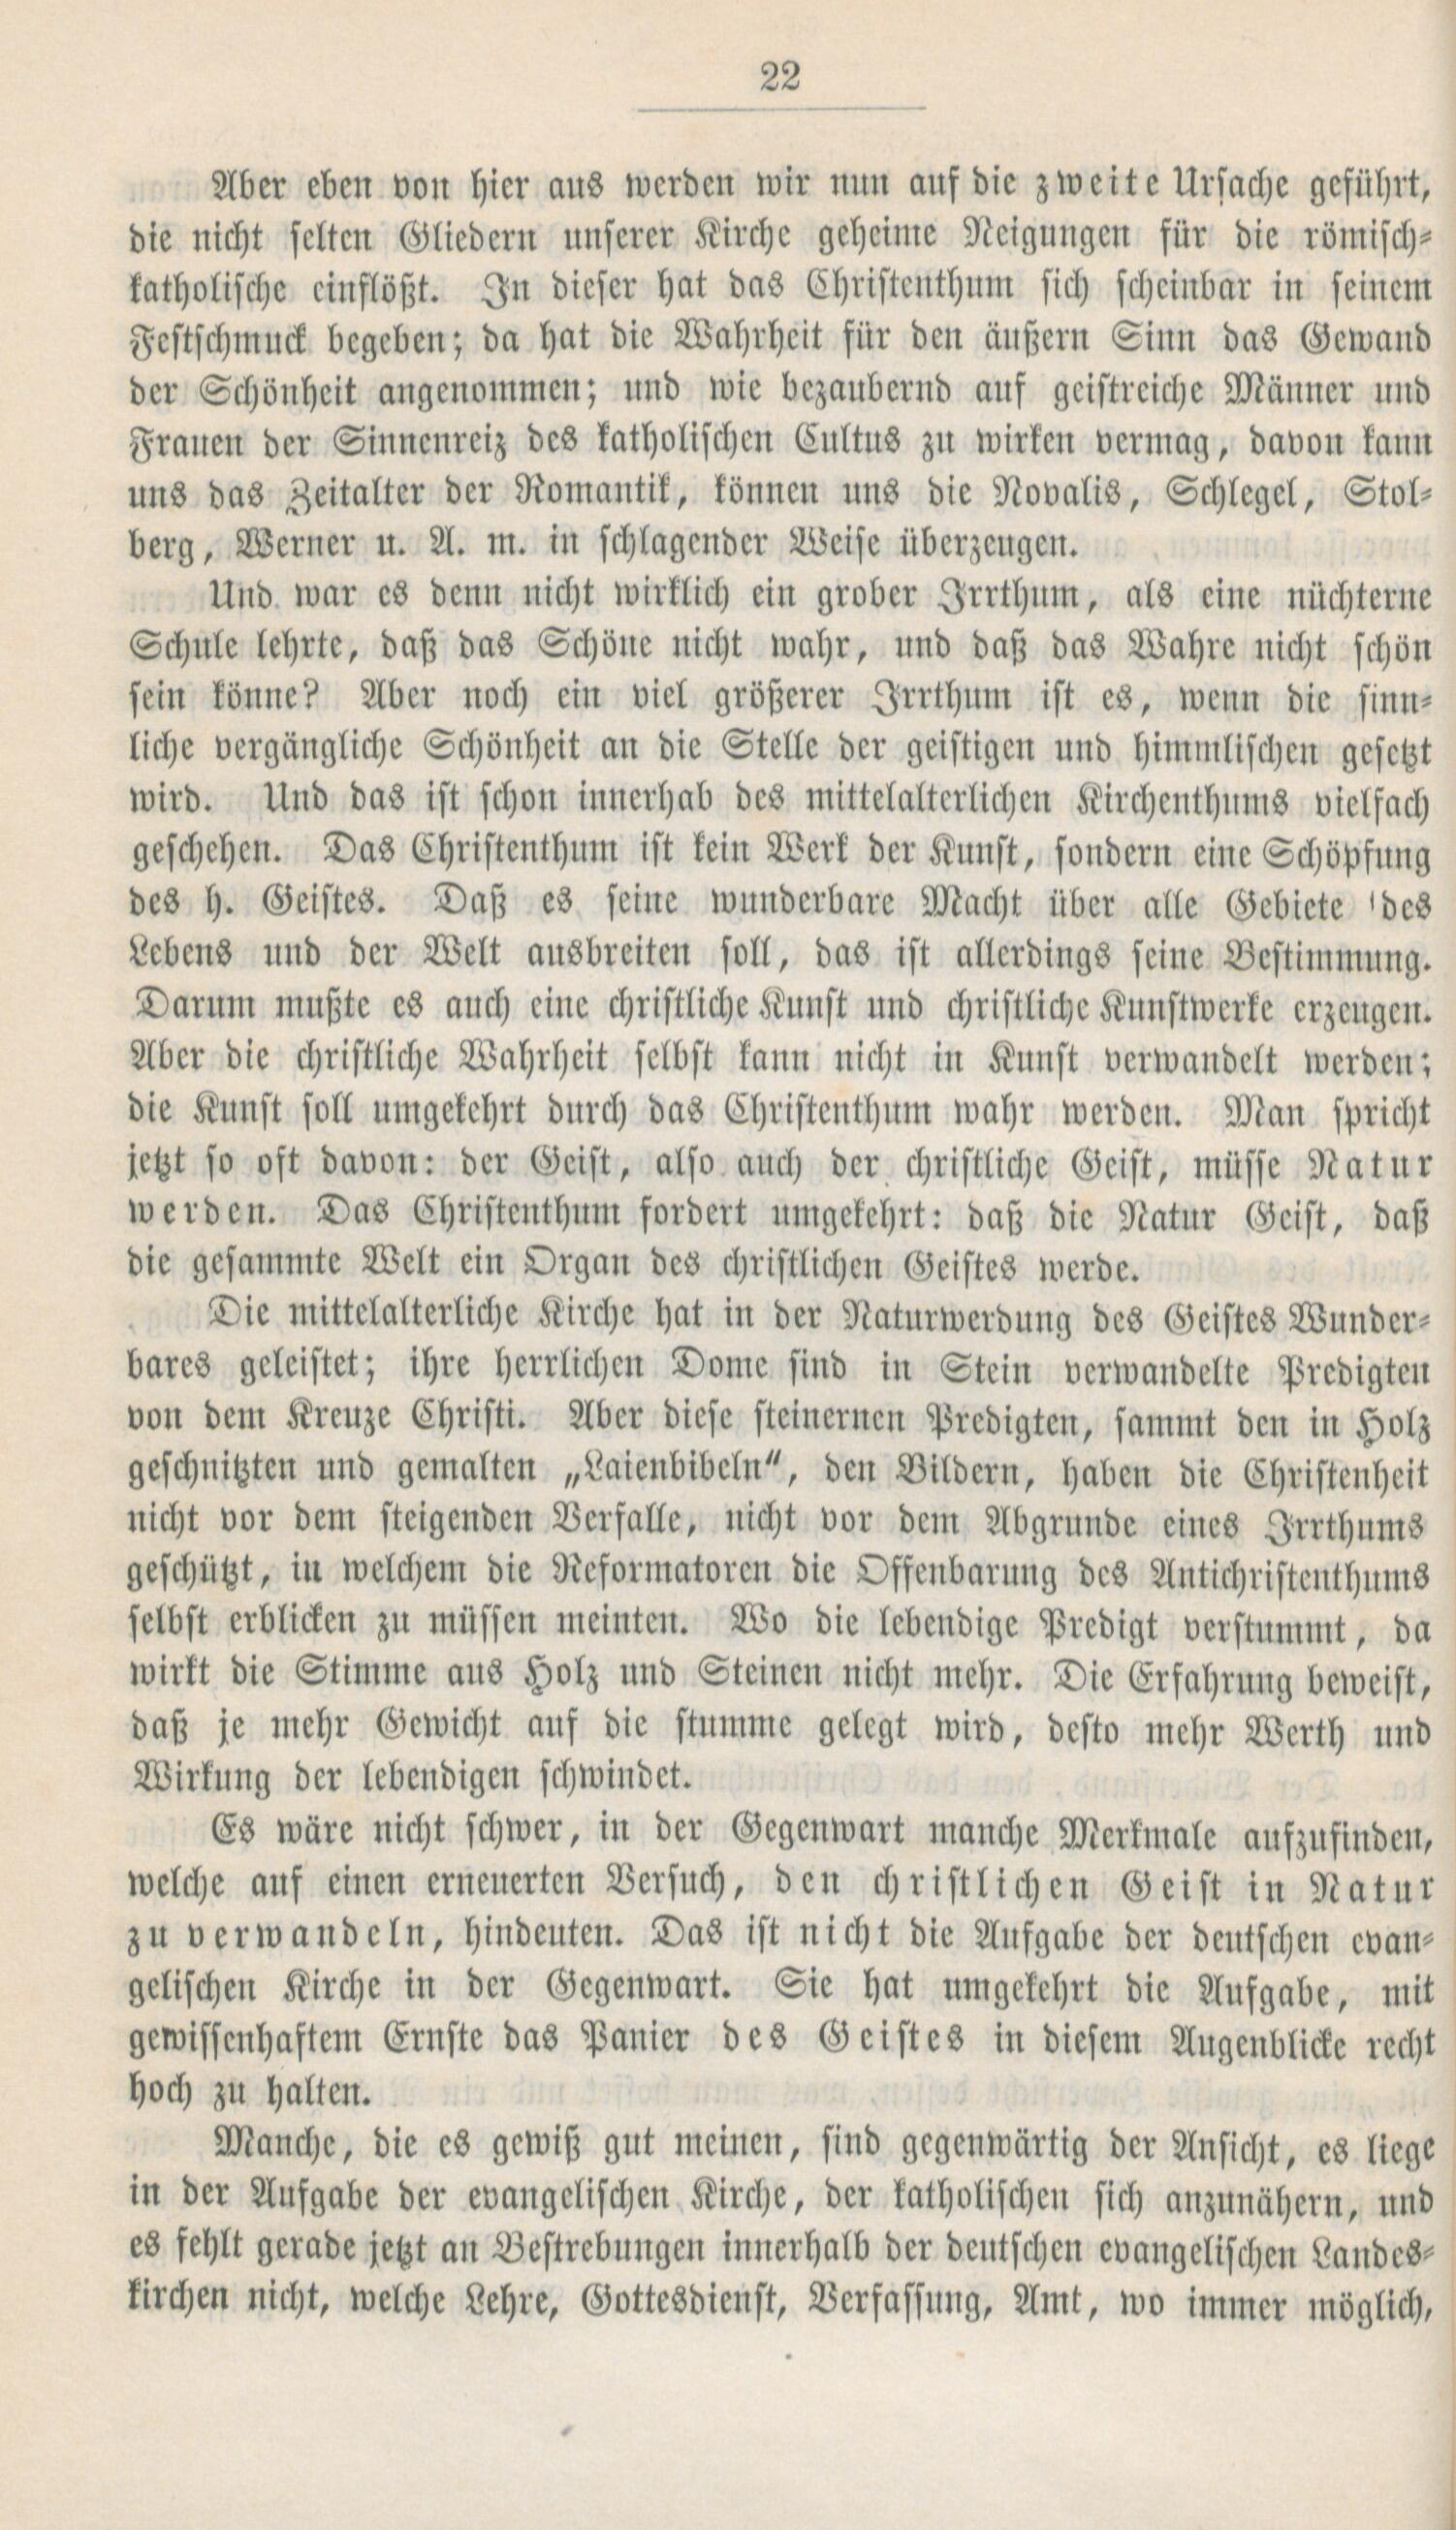 22
Aber eben von hier aus werden wir nun auf die zweite Ursache geführt,
die nicht selten Gliedern unserer Kirche geheime Neigungen für die römisch-
katholische einflößt. In dieser hat das Christenthum sich scheinbar in seinem
Festschmuck begeben; da hat die Wahrheit für den äußern Sinn das Gewand
der Schönheit angenommen; und wie bezaubernd auf geistreiche Männer und
Frauen der Sinnenreiz des katholischen Cultus zu wirken vermag, davon kann
uns das Zeitalter der Romantik, können uns die Novalis, Schlegel, Stol-
berg, Werner u. A. m. in schlagender Weise überzeugen.
Und war es denn nicht wirklich ein grober Irrthum, als eine nüchterne
Schule lehrte, daß das Schöne nicht wahr, und daß das Wahre nicht schön
sein könne? Aber noch ein viel größerer Irrthum ist es, wenn die sinn-
liche vergängliche Schönheit an die Stelle der geistigen und himmlischen gesetzt
wird. Und das ist schon innerhab des mittelalterlichen Kirchenthums vielfach
geschehen. Das Christenthum ist kein Werk der Kunst, sondern eine Schöpfung
des h. Geistes. Daß es seine wunderbare Macht über alle Gebiete des
Lebens und der Welt ausbreiten soll, das ist allerdings seine Bestimmung.
Darum mußte es auch eine christliche Kunst und christliche Kunstwerke erzeugen.
Aber die christliche Wahrheit selbst kann nicht in Kunst verwandelt werden;
die Kunst soll umgekehrt durch das Christenthum wahr werden. Man spricht
jetzt so oft davon: der Geist, also auch der christliche Geist, müsse Natur
werden. Das Christenthum fordert umgekehrt: daß die Natur Geist, daß
die gesammte Welt ein Organ des christlichen Geistes werde.
Die mittelalterliche Kirche hat in der Naturwerdung des Geistes Wunder-
bares geleistet; ihre herrlichen Dome sind in Stein verwandelte Predigten
von dem Kreuze Christi. Aber diese steinernen Predigten, sammt den in Holz
geschnitzten und gemalten „Laienbibeln“, den Bildern, haben die Christenheit
nicht vor dem steigenden Verfalle, nicht vor dem Abgrunde eines Irrthums
geschützt, in welchem die Reformatoren die Offenbarung des Antichristenthums
selbst erblicken zu müssen meinten. Wo die lebendige Predigt verstummt, da
wirkt die Stimme aus Holz und Steinen nicht mehr. Die Erfahrung beweist,
daß je mehr Gewicht auf die stumme gelegt wird, desto mehr Werth und
Wirkung der lebendigen schwindet.
Es wäre nicht schwer, in der Gegenwart manche Merkmale aufzufinden,
welche auf einen erneuerten Versuch, den christlichen Geist in Natur
zu verwandeln, hindeuten. Das ist nicht die Aufgabe der deutschen evan-
gelischen Kirche in der Gegenwart. Sie hat umgekehrt die Aufgabe, mit
gewissenhaftem Ernste das Panier des Geistes in diesem Augenblicke recht
hoch zu halten.
Manche, die es gewiß gut meinen, sind gegenwärtig der Ansicht, es liege
in der Aufgabe der evangelischen Kirche, der katholischen sich anzunähern, und
es fehlt gerade jetzt an Bestrebungen innerhalb der deutschen evangelischen Landes-
kirchen nicht, welche Lehre, Gottesdienst, Verfassung, Amt, wo immer möglich,